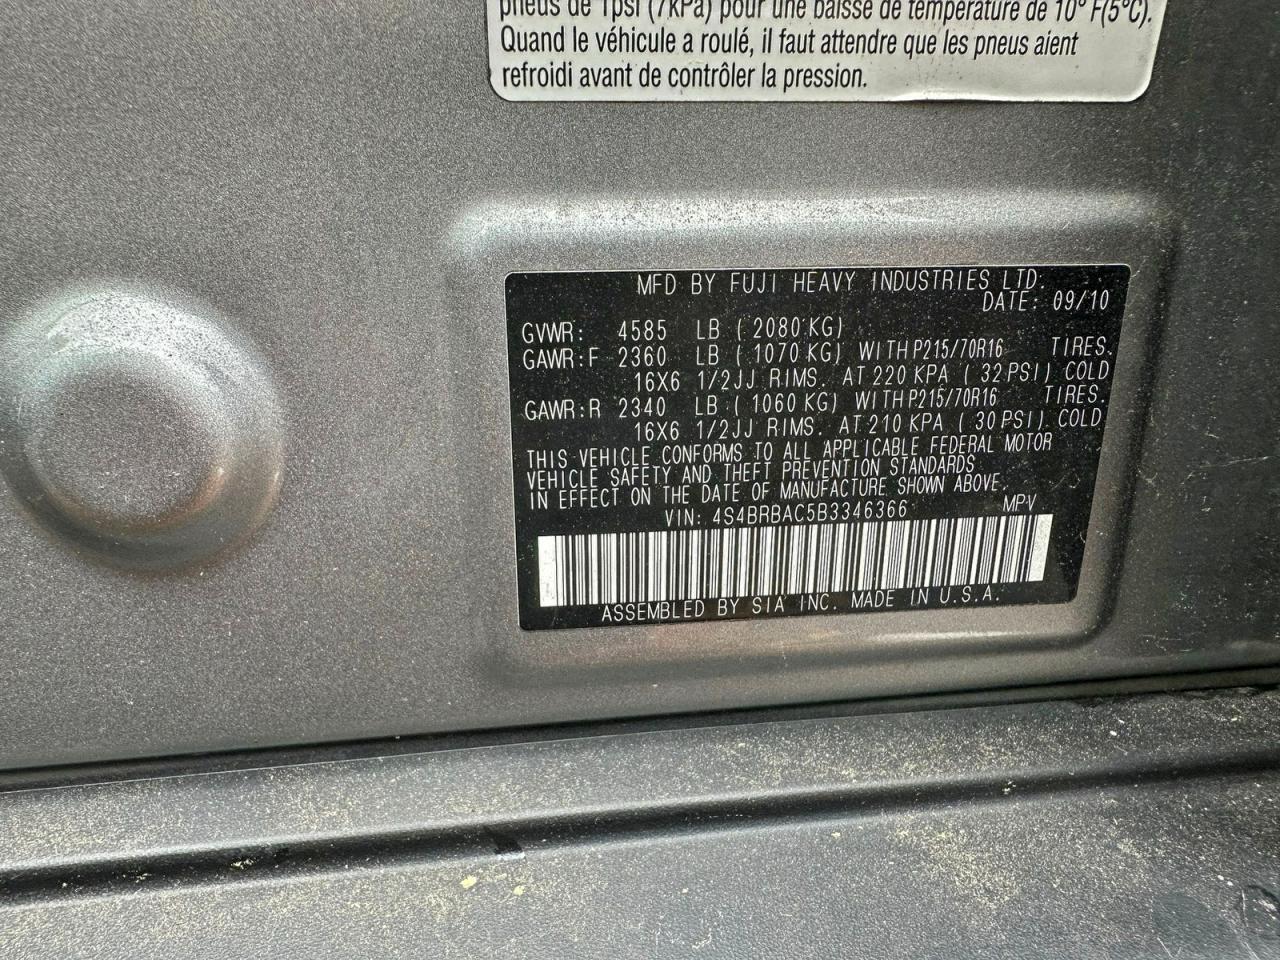 pneus de 1psi (7kPa) pour une baisse de température de 10° F(5°C).
Quand le véhicule a roulé, il faut attendre que les pneus aient
refroidi avant de contrôler la pression.
MFD BY FUJI HEAVY INDUSTRIES LTD.
DATE: 09/10
GVWR: 4585 LB ( 2080 KG)
GAWR:F 2360 LB ( 1070 KG) WITH P215/70R16 TIRES.
16X6 1/2JJ RIMS. AT 220 KPA ( 32 PSI) COLD
GAWR:R 2340 LB ( 1060 KG) WITH P215/70R16 TIRES.
16X6 1/2JJ RIMS. AT 210 KPA ( 30 PSI) COLD
THIS VEHICLE CONFORMS TO ALL APPLICABLE FEDERAL MOTOR
VEHICLE SAFETY AND THEFT PREVENTION STANDARDS
IN EFFECT ON THE DATE OF MANUFACTURE SHOWN ABOVE.
VIN: 4S4BRBAC5B3346366 MPV
ASSEMBLED BY SIA INC. MADE IN U.S.A.